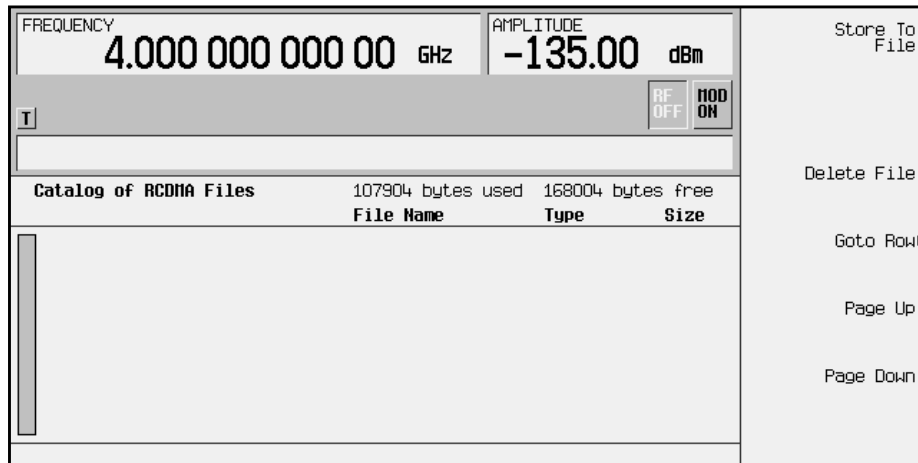 FREQUENCY
4.000 000 000 00 GHz
AMPLITUDE
-135.00 dBm
RF
OFF
MOD
ON
T
Catalog of RCDMA Files 107904 bytes used 168004 bytes free
File Name Type Size
Store To
File
Delete File
Goto Row
Page Up
Page Down